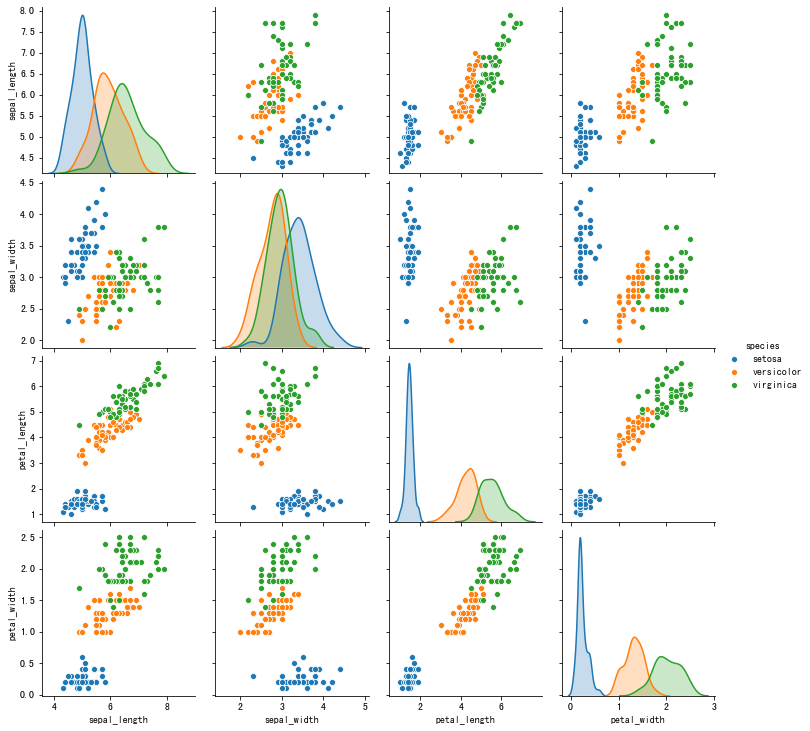 8.0
7.5
7.0
6.5
6.0
5.5
5.0
4.5
sepal_length
4.5
4.0
3.5
3.0
2.5
2.0
sepal_width
species
setosa
versicolor
virginica
7
6
5
4
3
2
1
petal_length
2.5
2.0
1.5
1.0
0.5
0.0
petal_width
4 6 8 2 3 4 5 2 4 6 0 1 2 3
sepal_length sepal_width petal_length petal_width